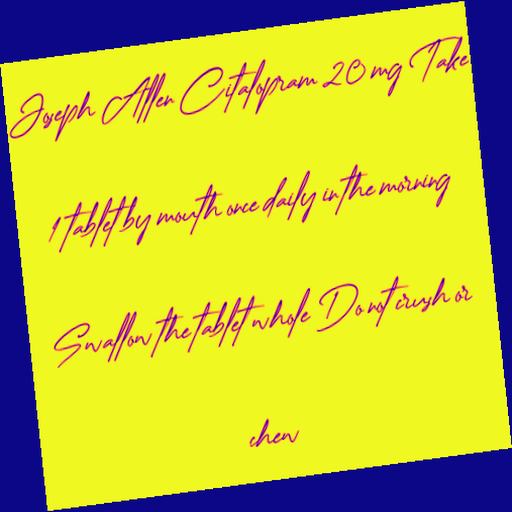 Joseph Allen Citalopram 20 mg Take
1 tablet by mouth once daily in the morning
Swallow the tablet whole Do not crush or
chew